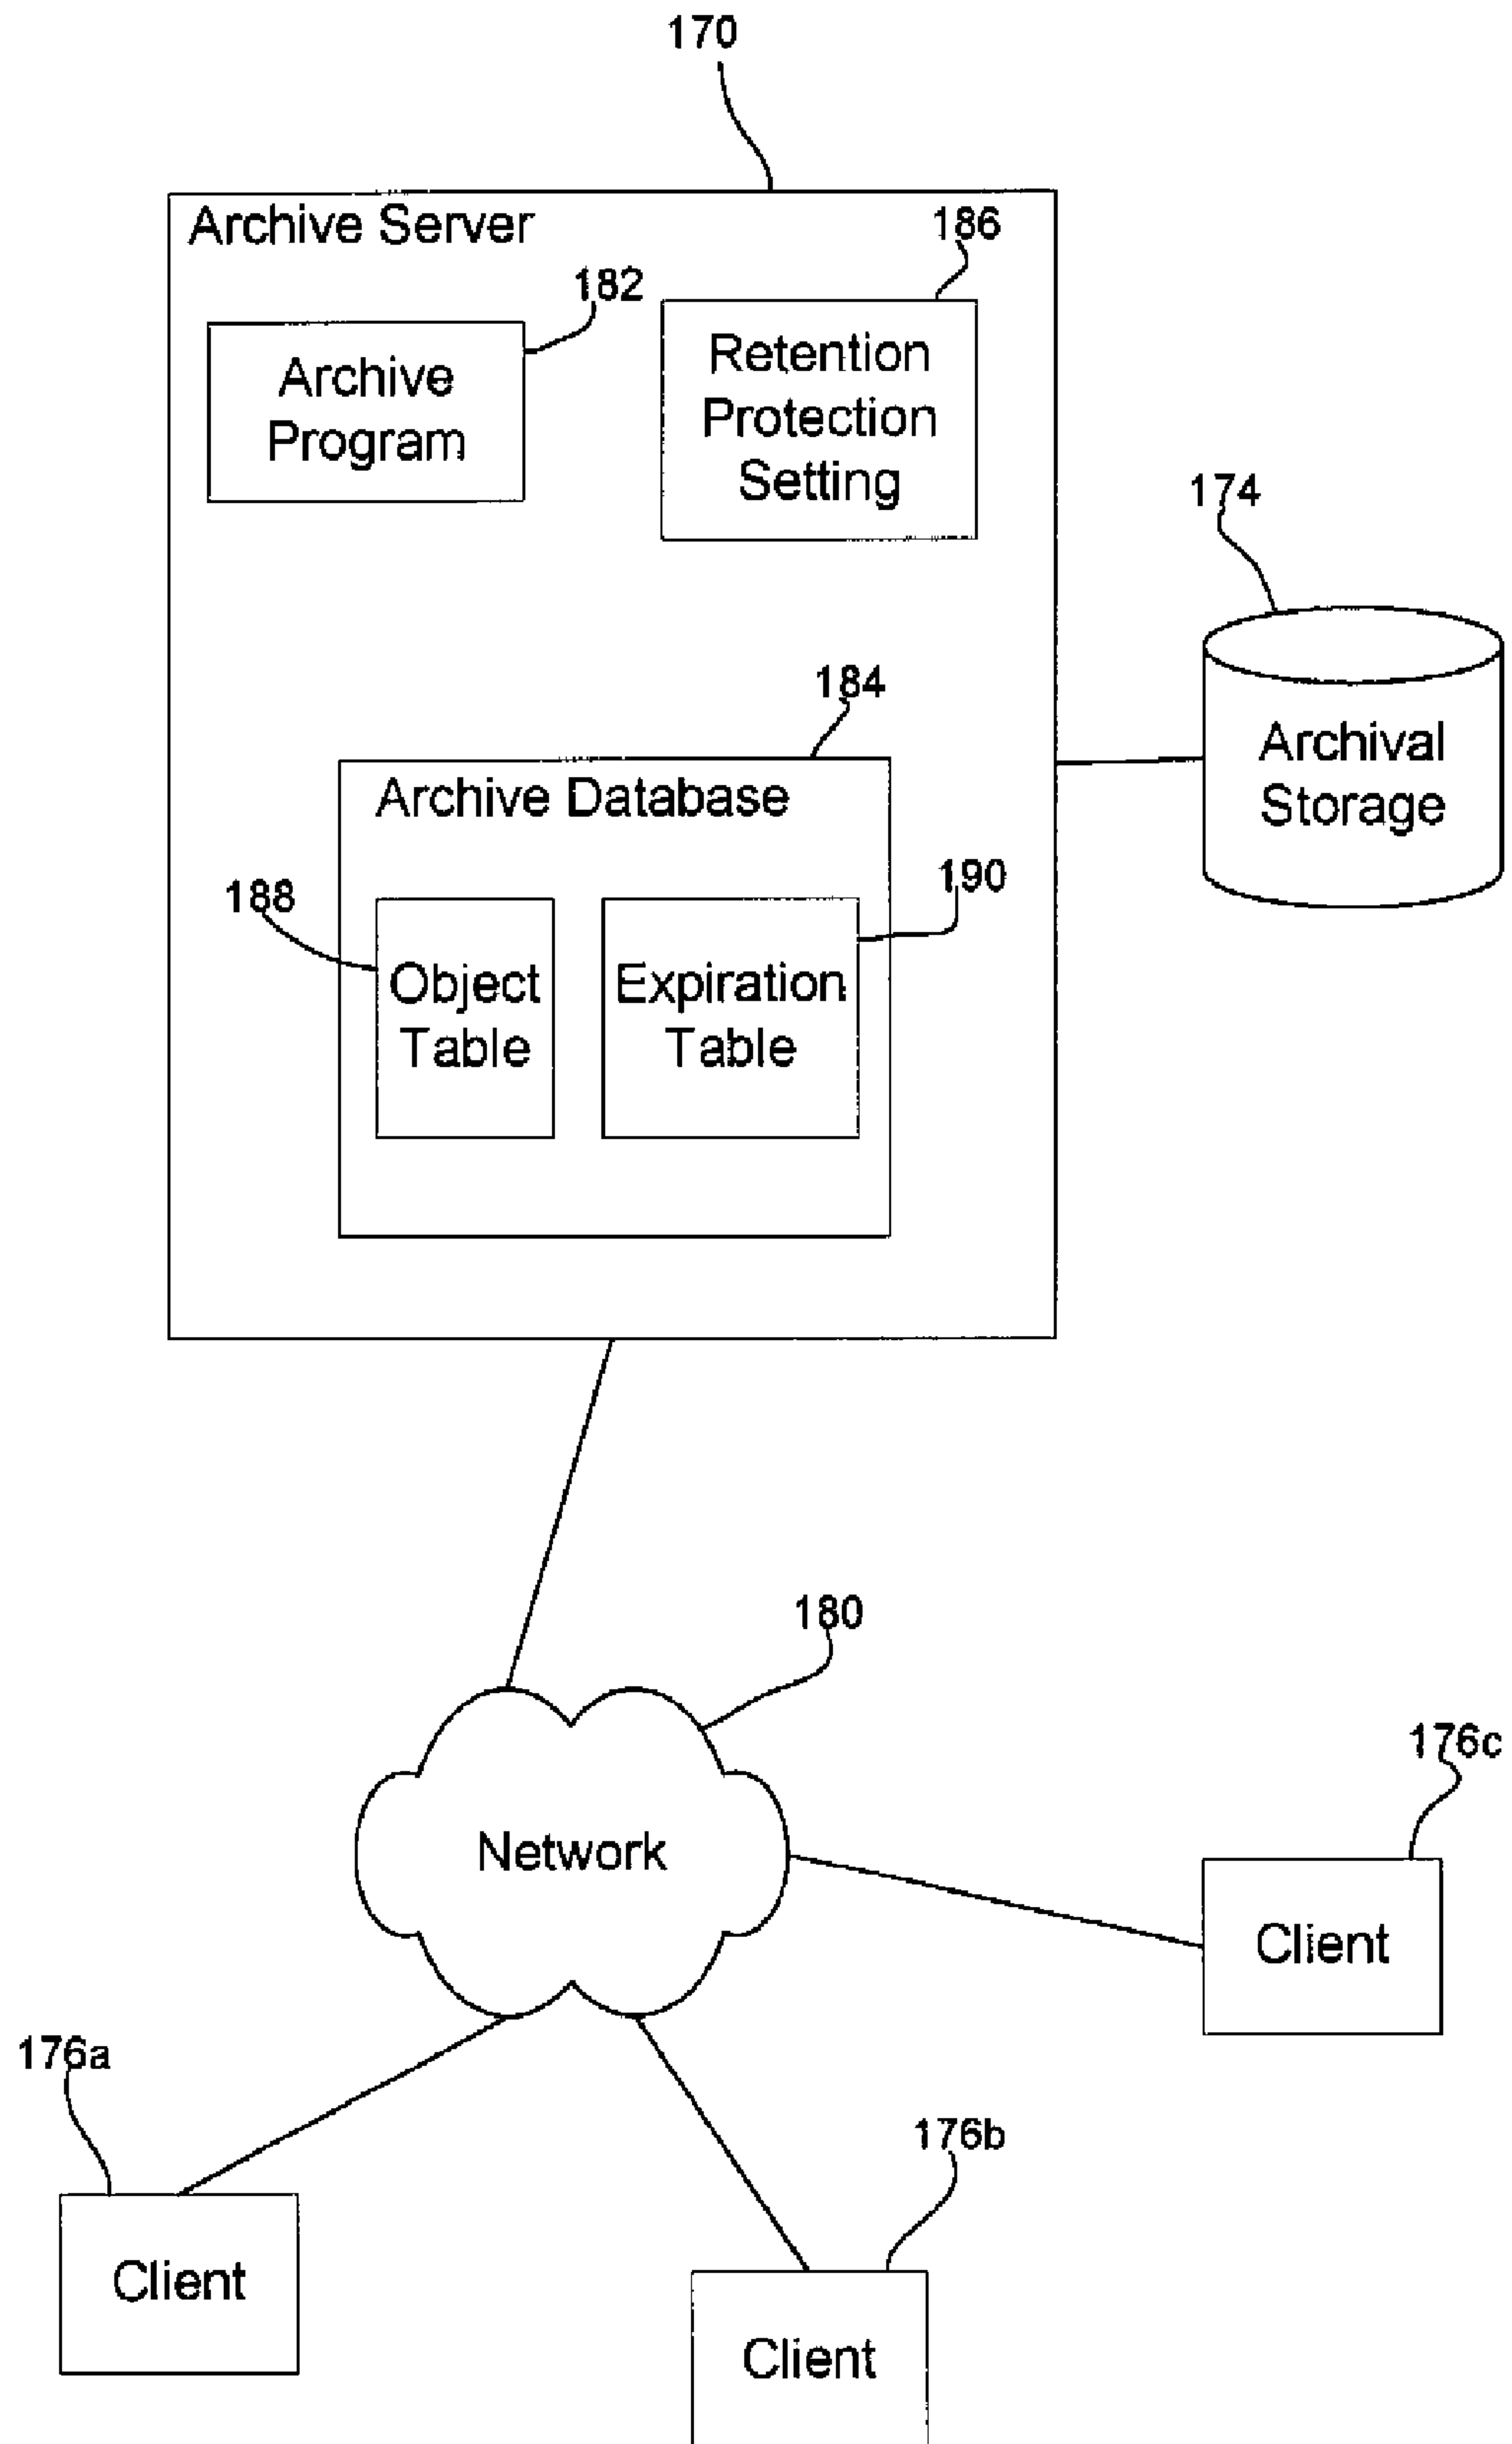 170
Archive Server
186
182
Archive
Program
Retention
Protection
Setting
174
Archival
Storage
184
Archive Database
188
190
Object
Table
Expiration
Table
180
Network
176c
Client
176a
Client
176b
Client